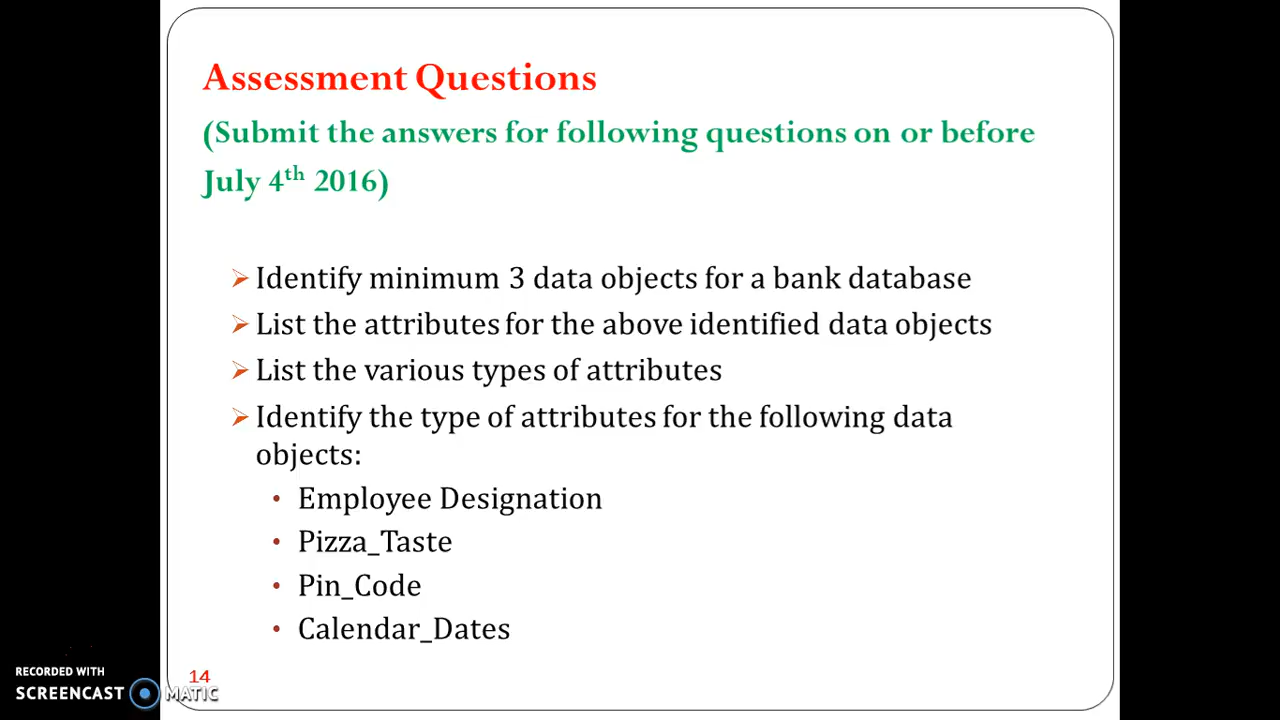 Assessment Questions
(Submit the answers for following questions on or before
July 4th 2016)
➢ Identify minimum 3 data objects for a bank database
➢ List the attributes for the above identified data objects
➢ List the various types of attributes
➢ Identify the type of attributes for the following data
objects:
• Employee Designation
• Pizza_Taste
• Pin_Code
• Calendar_Dates
14
RECORDED WITH
SCREENCAST MATIC